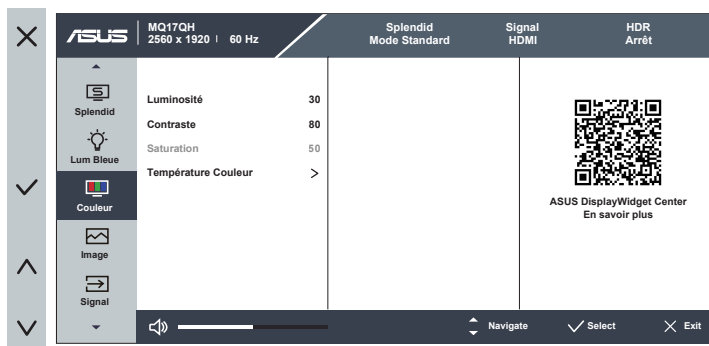 ASUS
MQ17QH
2560 x 1920 | 60 Hz
Splendid
Mode Standard
Signal
HDMI
HDR
Arrêt
Splendid
Lum Bleue
Couleur
Image
Signal
Luminosité 30
Contraste 80
Saturation 50
Température Couleur >
ASUS DisplayWidget Center
En savoir plus
Navigate
Select
Exit